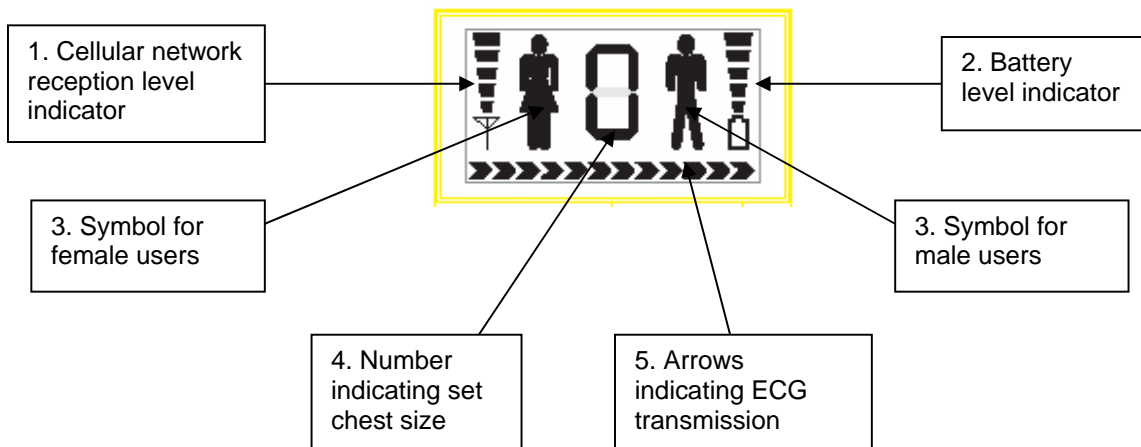 1. Cellular network
reception level
indicator
2. Battery
level indicator
0
3. Symbol for
female users
3. Symbol for
male users
4. Number
indicating set
chest size
5. Arrows
indicating ECG
transmission